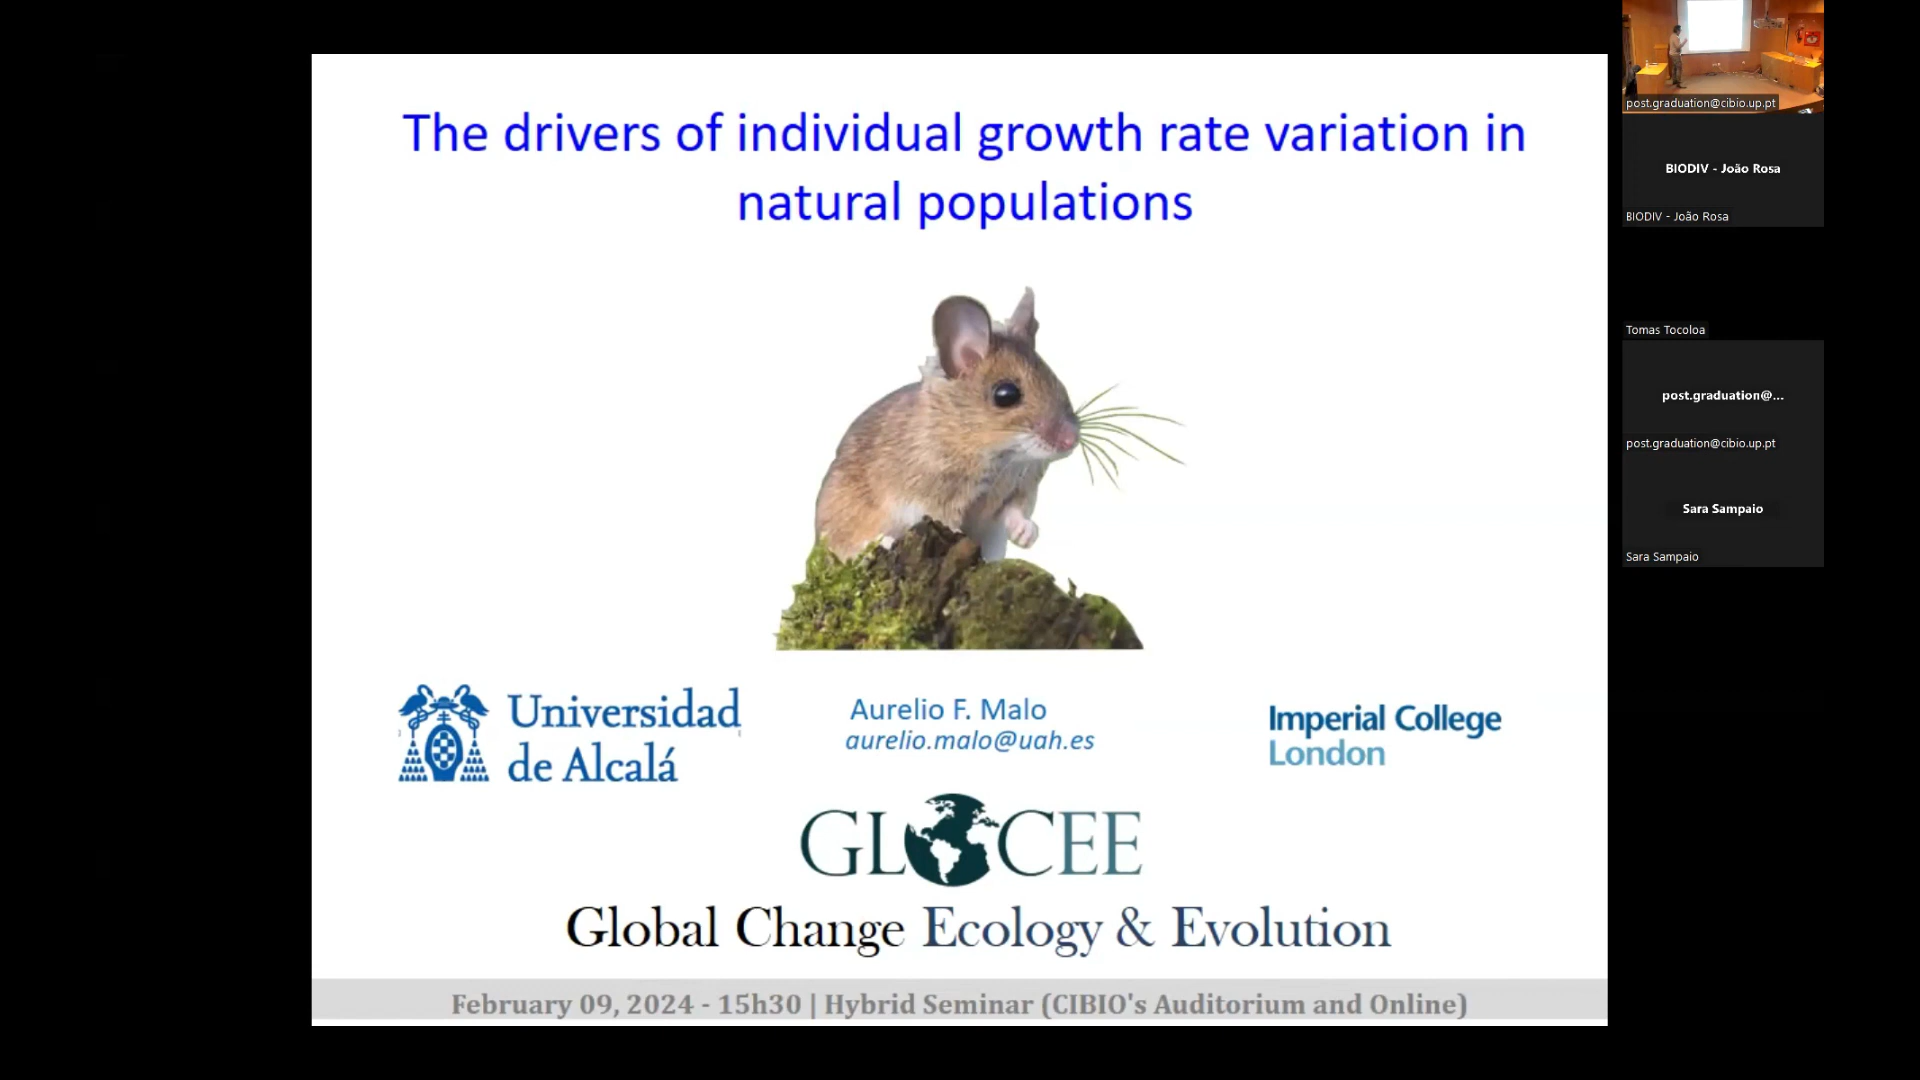 The drivers of individual growth rate variation in
natural populations
Universidad
de Alcalá
Aurelio F. Malo
aurelio.malo@uah.es
Imperial College
London
GLOCEE
Global Change Ecology & Evolution
February 09, 2024 - 15h30 | Hybrid Seminar (CIBIO's Auditorium and Online)
post.graduation@cibio.up.pt
BIODIV - João Rosa
BIODIV - João Rosa
Tomas Tocoloa
post.graduation@...
post.graduation@cibio.up.pt
Sara Sampaio
Sara Sampaio